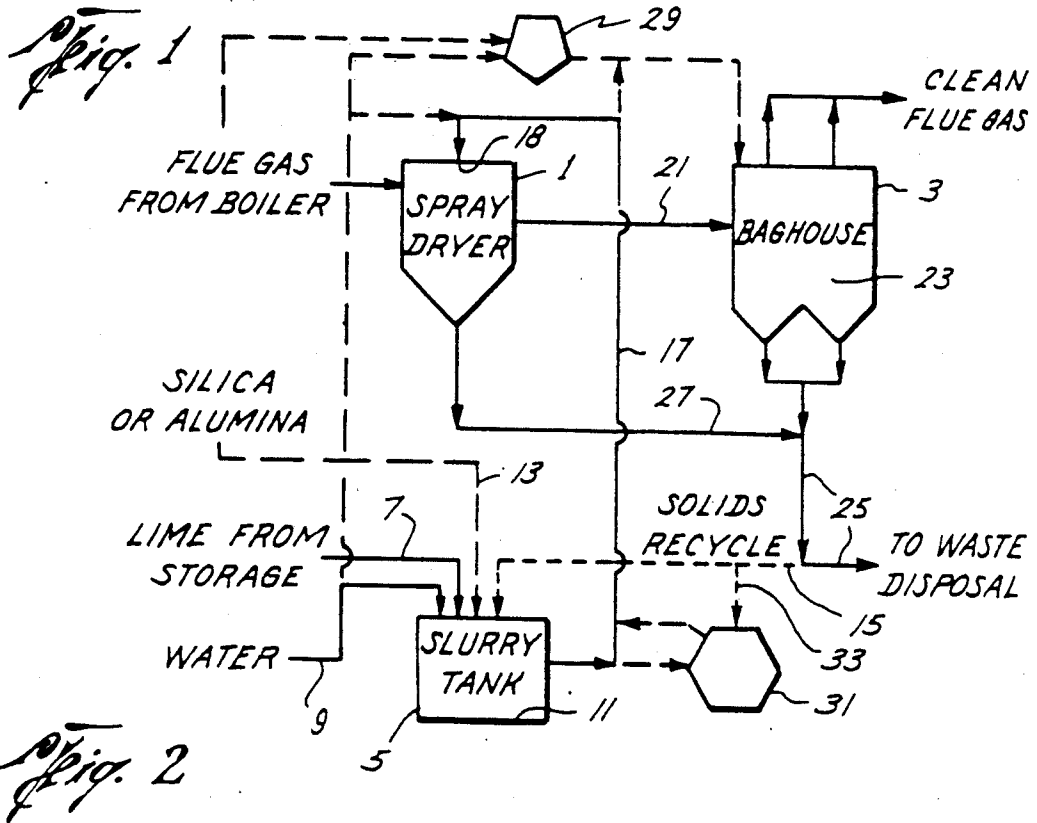 Fig. 1
29
CLEAN
FLUE GAS
18
FLUE GAS
FROM BOILER
1
21
3
SPRAY
DRYER
BAGHOUSE
23
17
SILICA
OR ALUMINA
27
13
7
SOLIDS
RECYCLE
25
LIME FROM
STORAGE
TO WASTE
DISPOSAL
15
WATER
SLURRY
TANK
33
9
11
31
5
Fig. 2